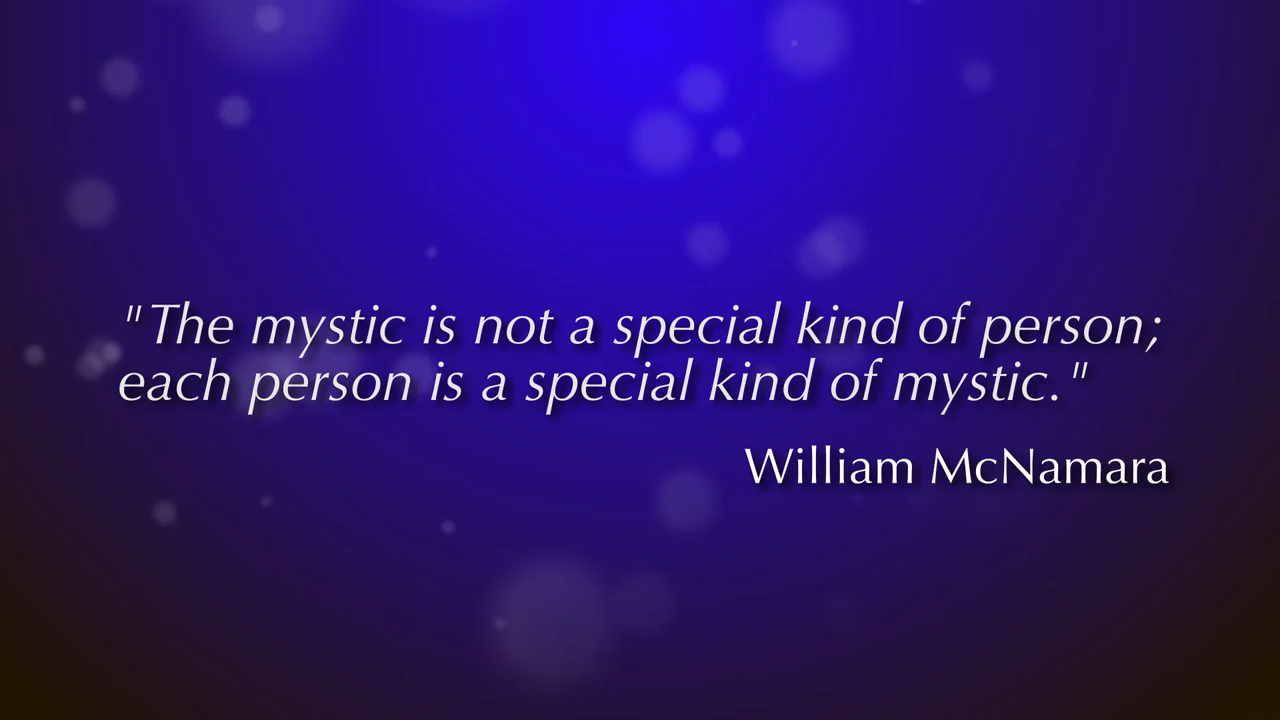 "The mystic is not a special kind of person;
each person is a special kind of mystic."
William McNamara